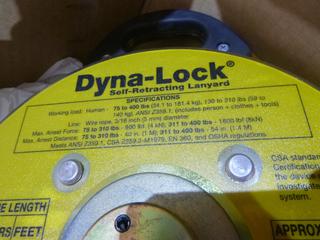 Dyna-Lock®
Self-Retracting Lanyard
SPECIFICATIONS
Working load: Human - 75 to 400 lbs (34.1 to 181.4 kg), 130 to 310 lbs (59 to
140 kg), ANSI Z359.1, (includes person + clothes + tools)
Line: Wire rope, 3/16 inch (5 mm) diameter
Max. Arrest Force: 75 to 310 lbs - 900 lbf (4 kN) 311 to 400 lbs - 1800 lbf (8kN)
Max. Arrest Distance: 75 to 310 lbs - 42 in. (1 M) 311 to 400 lbs - 54 in. (1.4 M)
Meets ANSI Z359.1, CSA Z259.2-M1979, EN 360, and OSHA regulations
CSA standard
Certification
the device
investigate
system.
E LENGTH
RS/FEET
APPROX